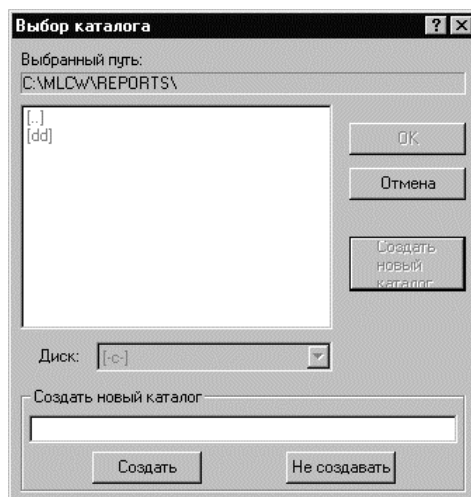 Выбор каталога
Выбранный путь:
C:\MLCW\REPORTS\
[..]
[dd]
OK
Отмена
Создать
новый
каталог
Диск:
[-c-]
Создать новый каталог
Создать
Не создавать